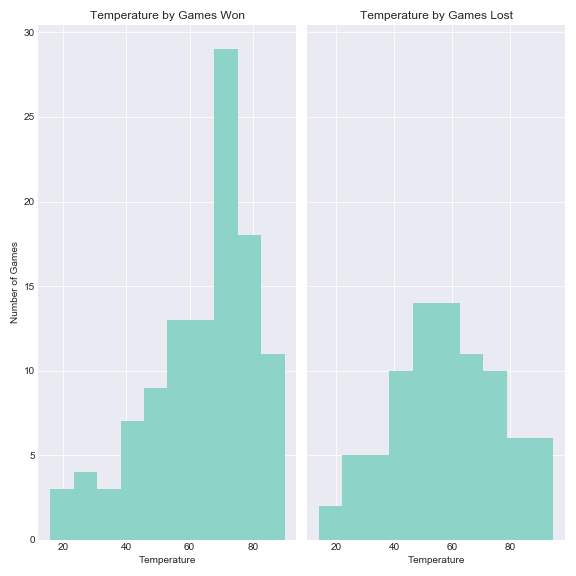 Temperature by Games Won
Temperature by Games Lost
30
25
20
15
10
5
0
Number of Games
20 40 60 80
20 40 60 80
Temperature
Temperature